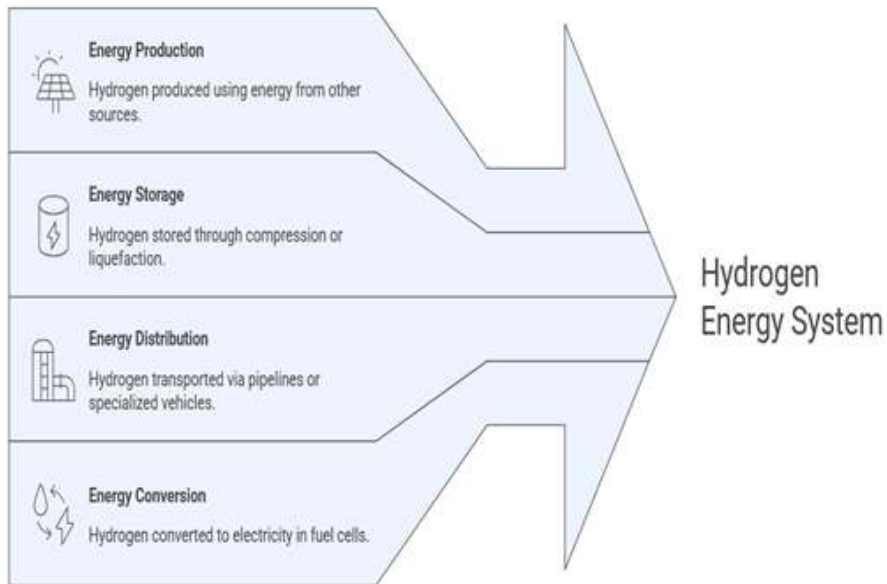 Energy Production
Hydrogen produced using energy from other
sources.
Energy Storage
Hydrogen stored through compression or
liquefaction.
Energy Distribution
Hydrogen transported via pipelines or
specialized vehicles.
Energy Conversion
Hydrogen converted to electricity in fuel cells.
Hydrogen
Energy System